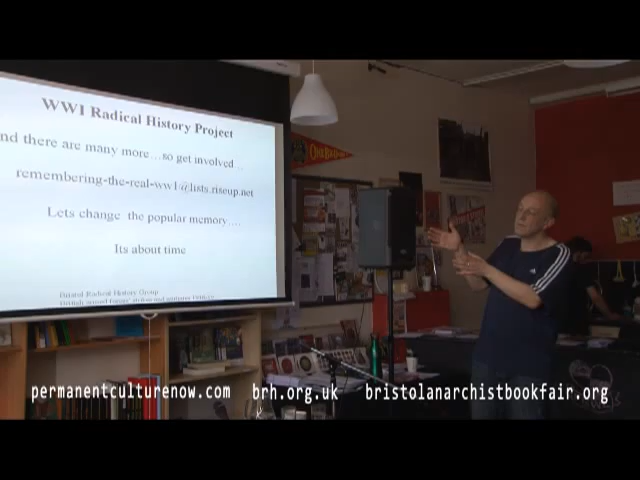 WW1 Radical History Project
nd there are many more…so get involved…
remembering-the-real-ww1@lists.riseup.net
Lets change the popular memory….
Its about time
Bristol Radical History Group
permanentculturenow.com brh.org.uk bristolanarchistbookfair.org